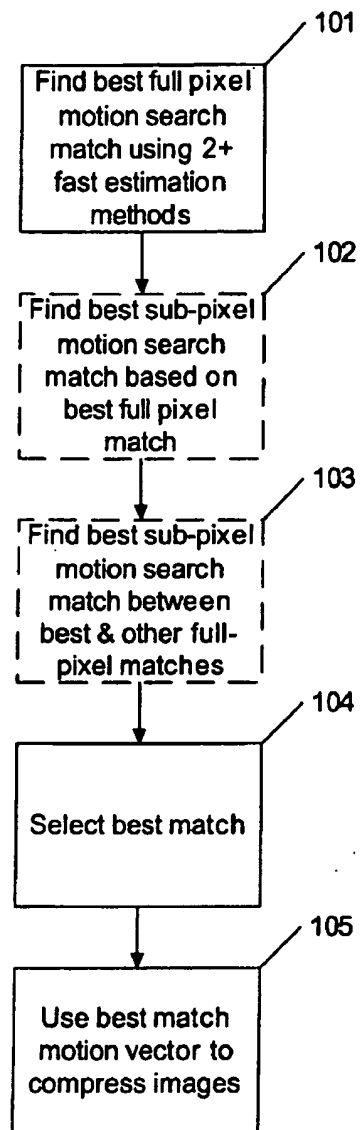 101
Find best full pixel
motion search
match using 2+
fast estimation
methods
102
Find best sub-pixel
motion search
match based on
best full pixel
match
103
Find best sub-pixel
motion search
match between
best & other full-
pixel matches
104
Select best match
105
Use best match
motion vector to
compress images